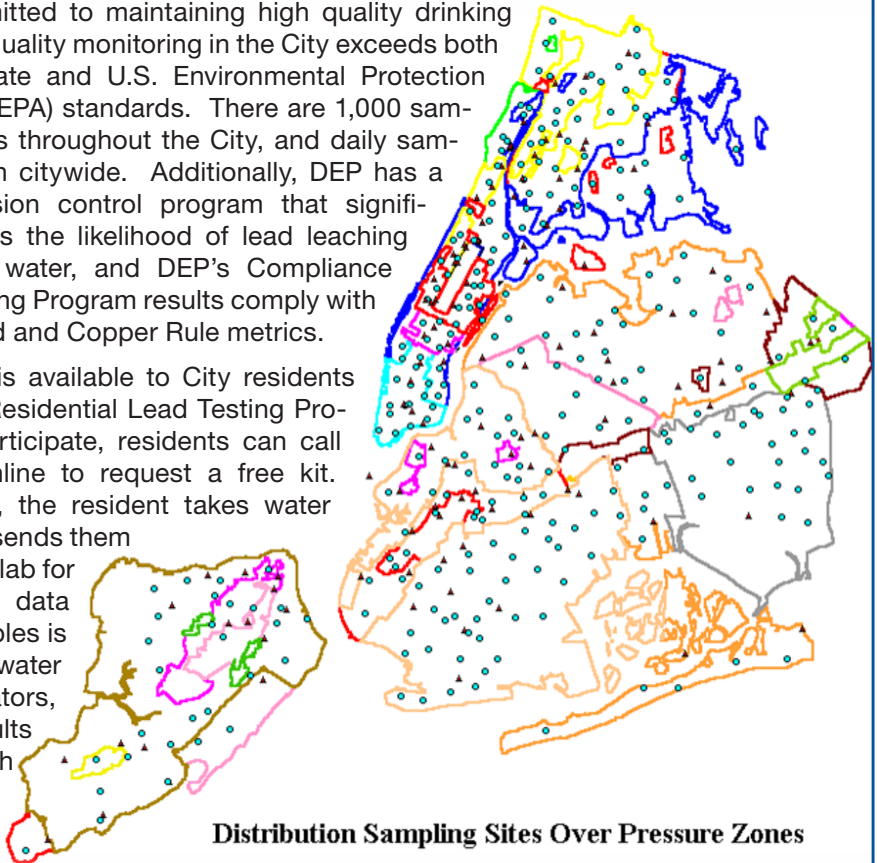 mitted to maintaining high quality drinking
uality monitoring in the City exceeds both
ate and U.S. Environmental Protection
EPA) standards. There are 1,000 sam-
s throughout the City, and daily sam-
n citywide. Additionally, DEP has a
sion control program that signifi-
s the likelihood of lead leaching
water, and DEP's Compliance
ng Program results comply with
d and Copper Rule metrics.
is available to City residents
Residential Lead Testing Pro-
articipate, residents can call
nline to request a free kit.
, the resident takes water
sends them
lab for
data
ples is
water
ators,
ults
h
Distribution Sampling Sites Over Pressure Zones